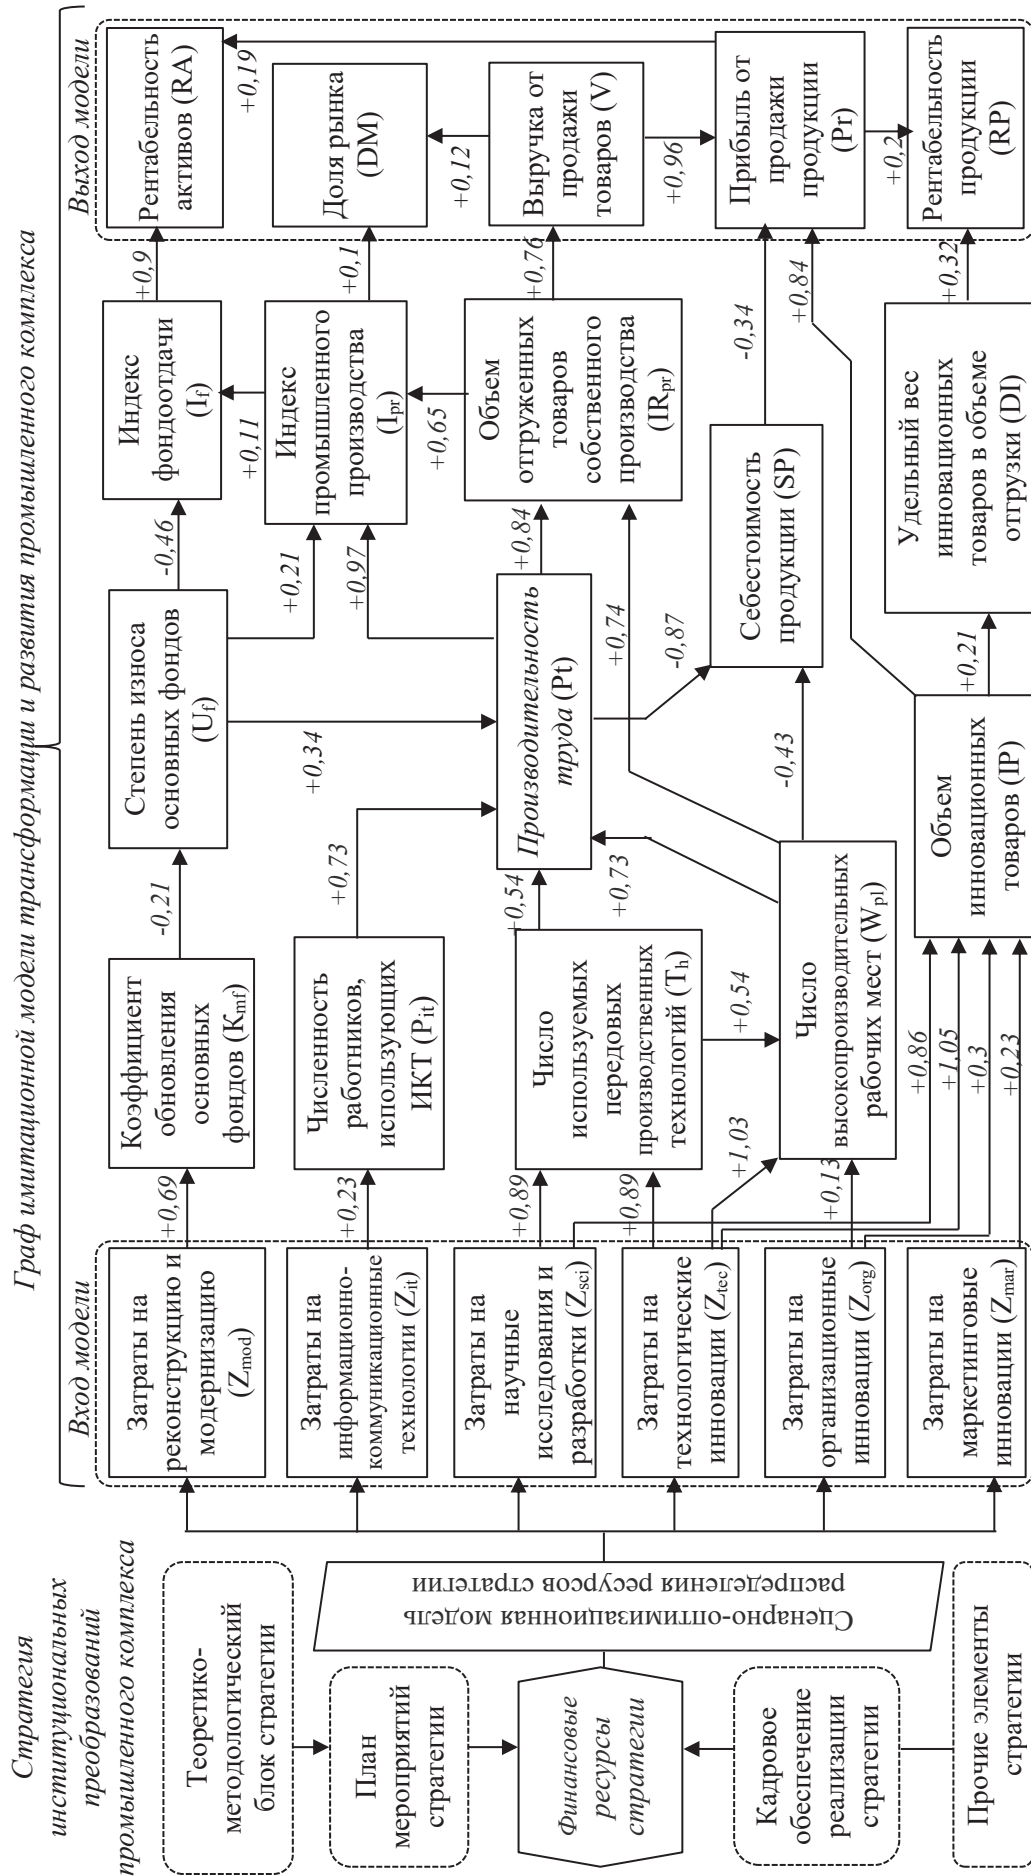 Граф имитационной модели трансформации и развития промышленного комплекса
Стратегия
институциональных
преобразований
промышленного комплекса
Теоретико-
методологический
блок стратегии
План
мероприятий
стратегии
Финансовые
ресурсы
стратегии
Кадровое
обеспечение
реализации
стратегии
Прочие элементы
стратегии
Сценарно-оптимизационная модель
распределения ресурсов стратегии
Вход модели
Затраты на
реконструкцию и
модернизацию
(Zmod)
Затраты на
информационно-
коммуникационные
технологии (Zit)
Затраты на
научные
исследования и
разработки (Zsci)
Затраты на
технологические
инновации (Ztec)
Затраты на
организационные
инновации (Zorg)
Затраты на
маркетинговые
инновации (Zmar)
+0,69
+0,23
+0,89
+0,89
+1,03
+0,13
+0,86
+1,05
+0,3
+0,23
Коэффициент
обновления
основных
фондов (Kmf)
Численность
работников,
использующих
ИКТ (Pit)
Число
используемых
передовых
производственных
технологий (Th)
+0,54
Число
высокопроизводительных
рабочих мест (Wpl)
Объем
инновационных
товаров (IP)
-0,21
+0,73
+0,54
+0,73
-0,43
+0,21
Степень износа
основных фондов
(Uf)
+0,34
Производительность
труда (Pt)
-0,46
+0,21
+0,97
+0,84
+0,74
-0,87
Себестоимость
продукции (SP)
Удельный вес
инновационных
товаров в объеме
отгрузки (DI)
Индекс
фондоотдачи
(If)
+0,11
Индекс
промышленного
производства
(Ipr)
+0,65
Объем
отгруженных
товаров
собственного
производства
(IRpr)
+0,9
+0,1
+0,76
-0,34
+0,84
+0,32
Выход модели
Рентабельность
активов (RA)
+0,19
Доля рынка
(DM)
+0,12
Выручка от
продажи
товаров (V)
+0,96
Прибыль от
продажи
продукции
(Pr)
+0,2
Рентабельность
продукции
(RP)